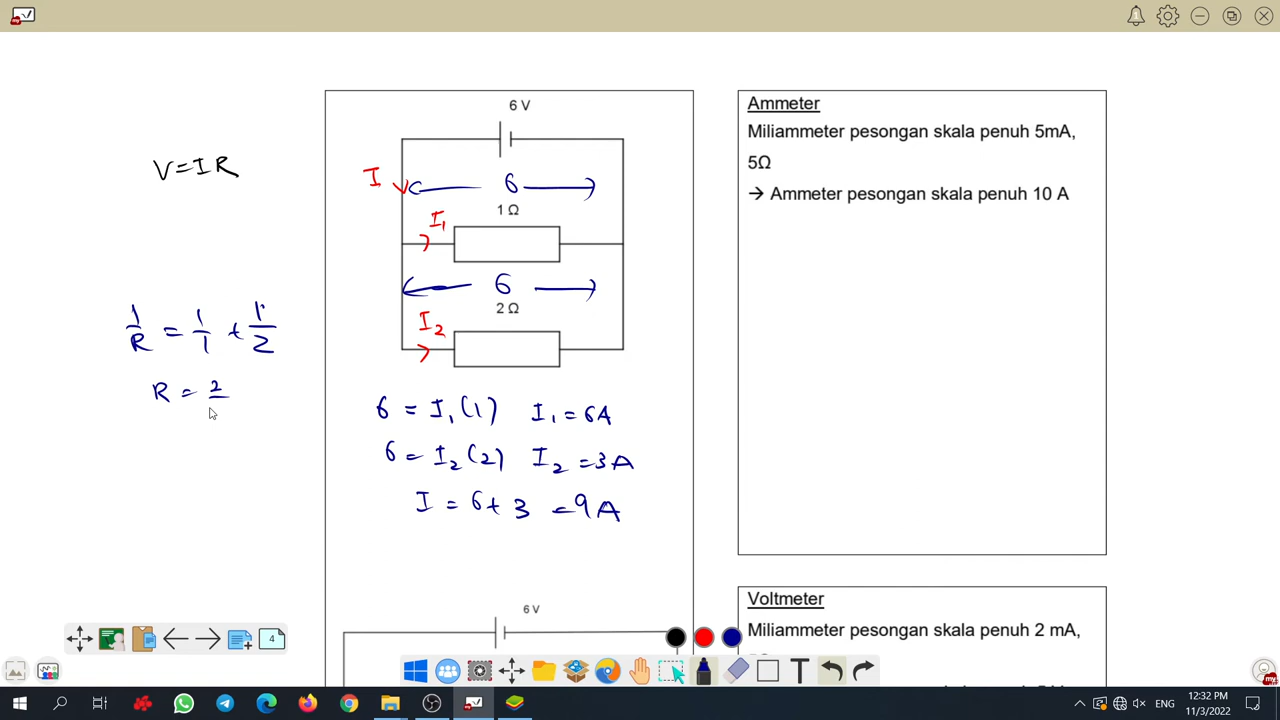 V=IR
1/R = 1/1 + 1/2
R = 2
6 V
I
6
1 Ω
I₁
6
2 Ω
I₂
6 = I₁(1) I₁ = 6A
6 = I₂(2) I₂ = 3A
I = 6+3 = 9A
6 V
Ammeter
Miliammeter pesongan skala penuh 5mA,
5Ω
→ Ammeter pesongan skala penuh 10 A
Voltmeter
Miliammeter pesongan skala penuh 2 mA,
4
T
ENG
12:32 PM
11/3/2022